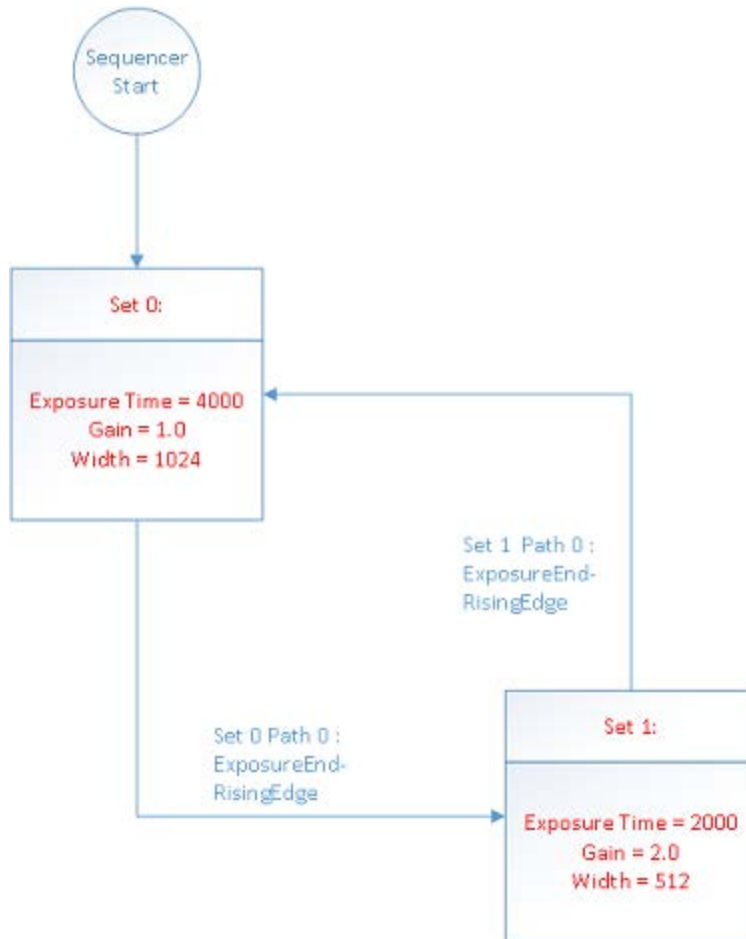 Sequencer
Start
Set 0:
Exposure Time = 4000
Gain = 1.0
Width = 1024
Set 1 Path 0 :
ExposureEnd-
RisingEdge
Set 0 Path 0 :
ExposureEnd-
RisingEdge
Set 1:
Exposure Time = 2000
Gain = 2.0
Width = 512